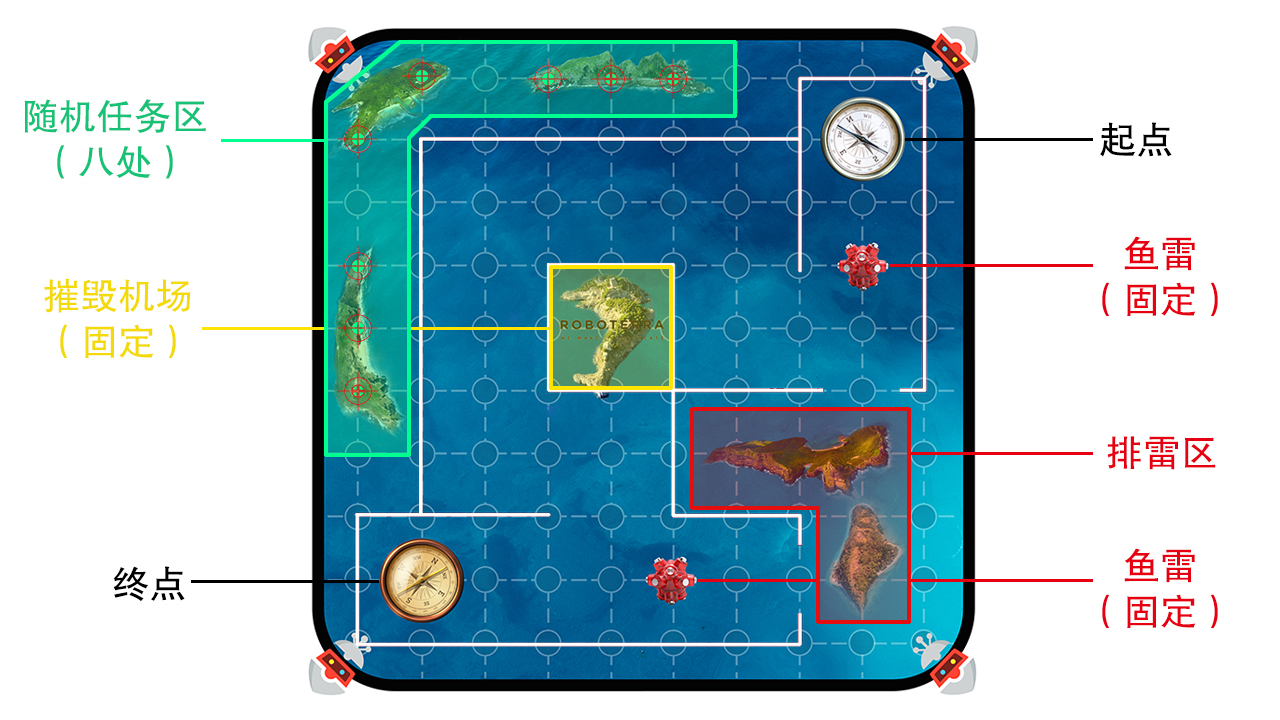 随机任务区
（八处）
起点
鱼雷
（固定）
摧毁机场
（固定）
ROBOTERRA
排雷区
终点
鱼雷
（固定）